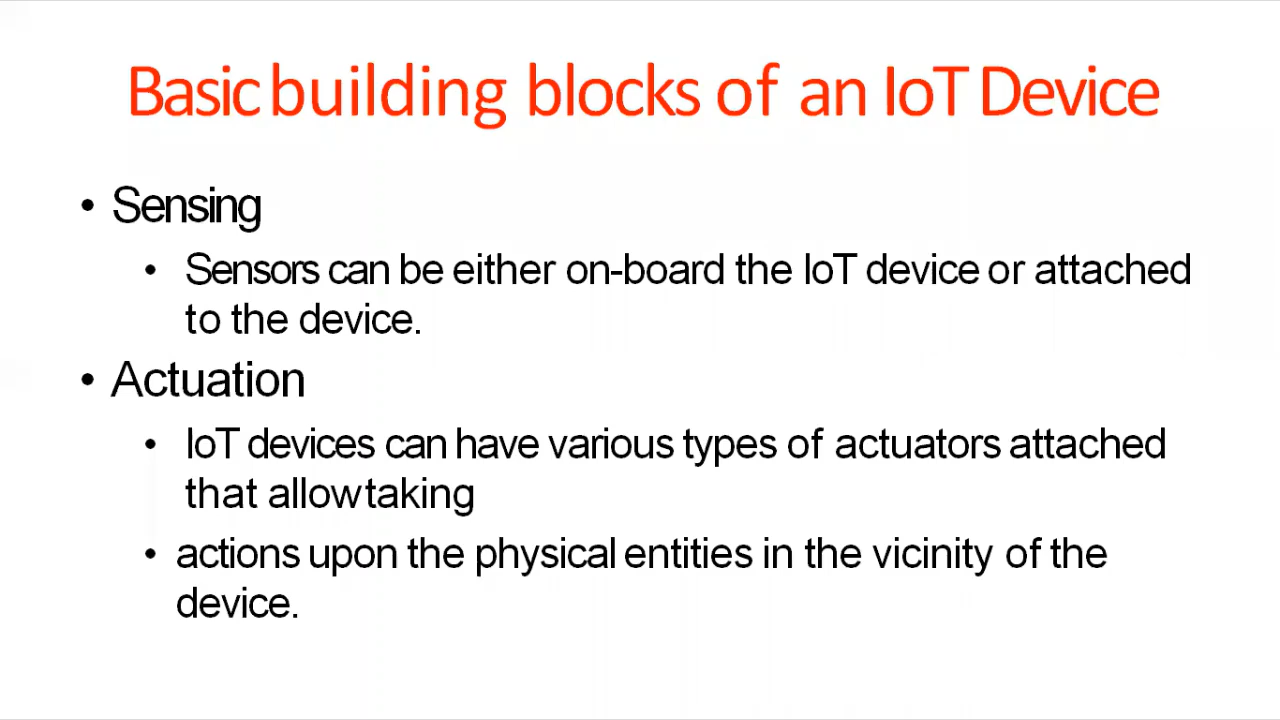 Basic building blocks of an IoT Device
• Sensing
• Sensors can be either on-board the IoT device or attached
to the device.
• Actuation
• IoT devices can have various types of actuators attached
that allow taking
• actions upon the physical entities in the vicinity of the
device.